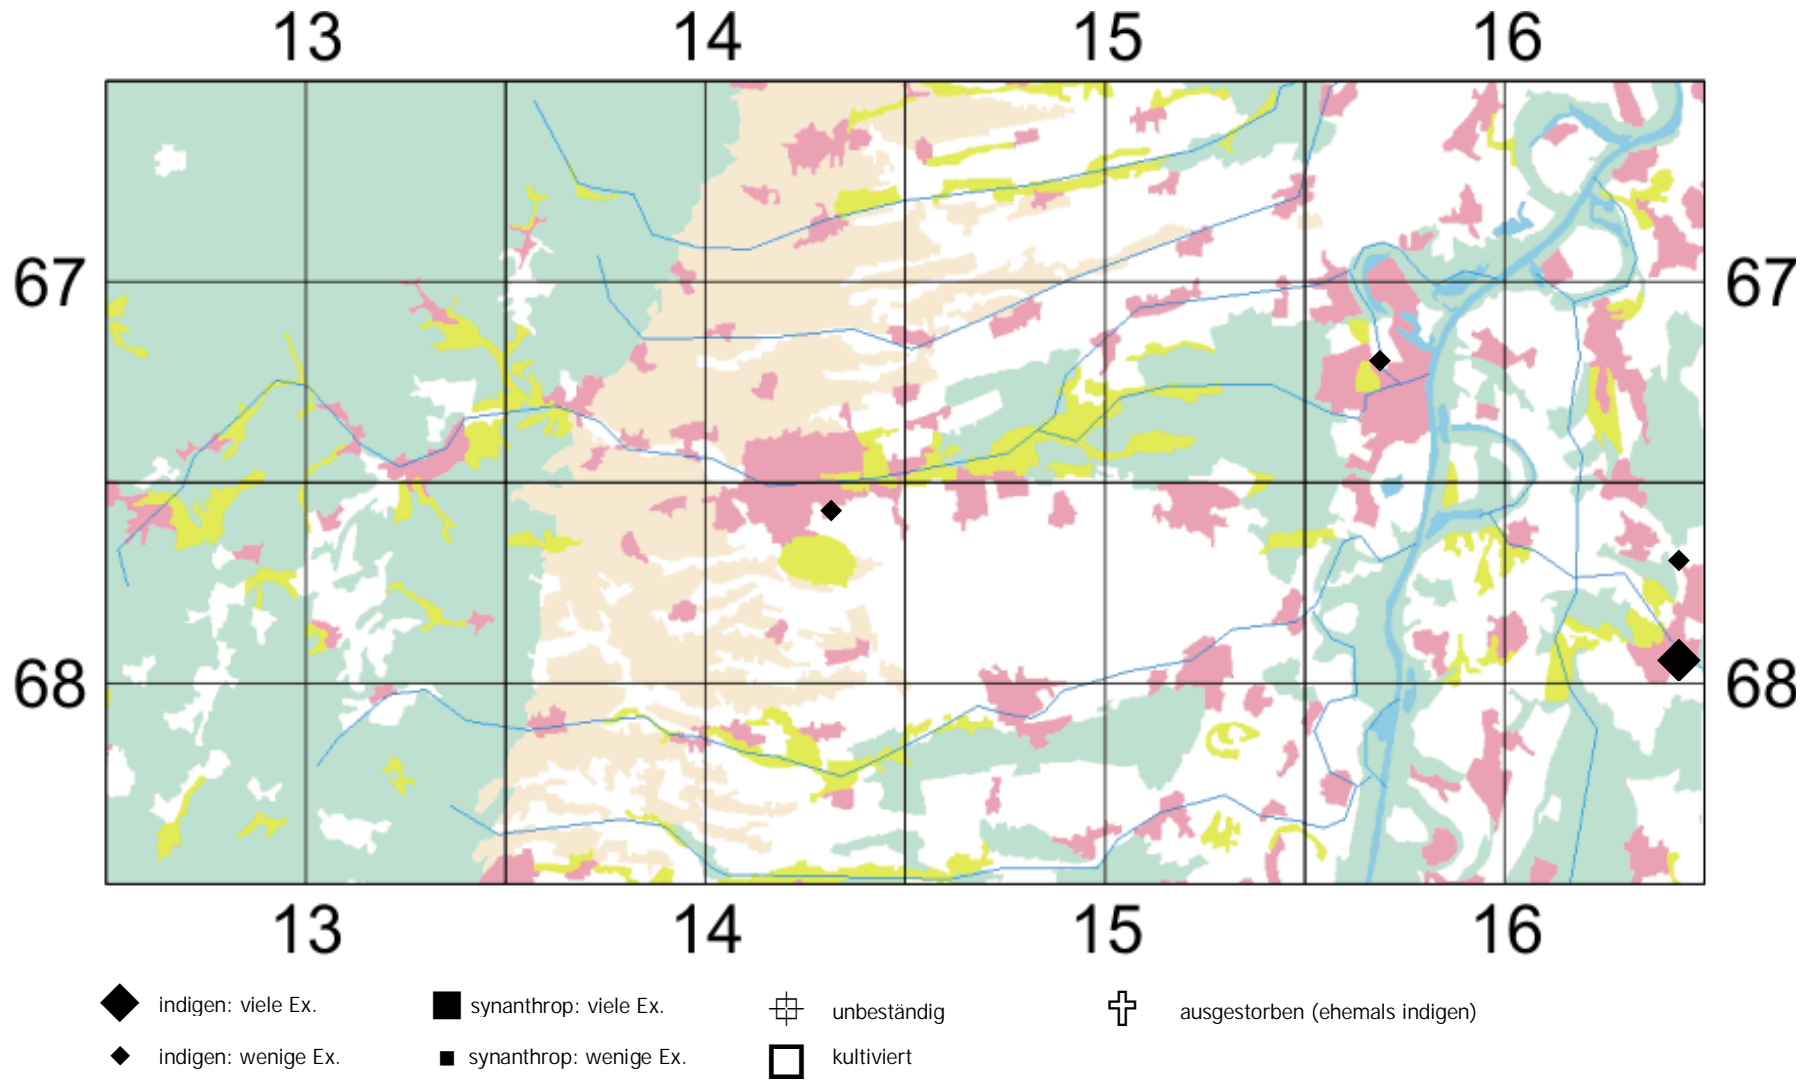 13 14 15 16
67 67
68 68
13 14 15 16
indigen: viele Ex. synanthrop: viele Ex. unbeständig ausgestorben (ehemals indigen)
indigen: wenige Ex. synanthrop: wenige Ex. kultiviert